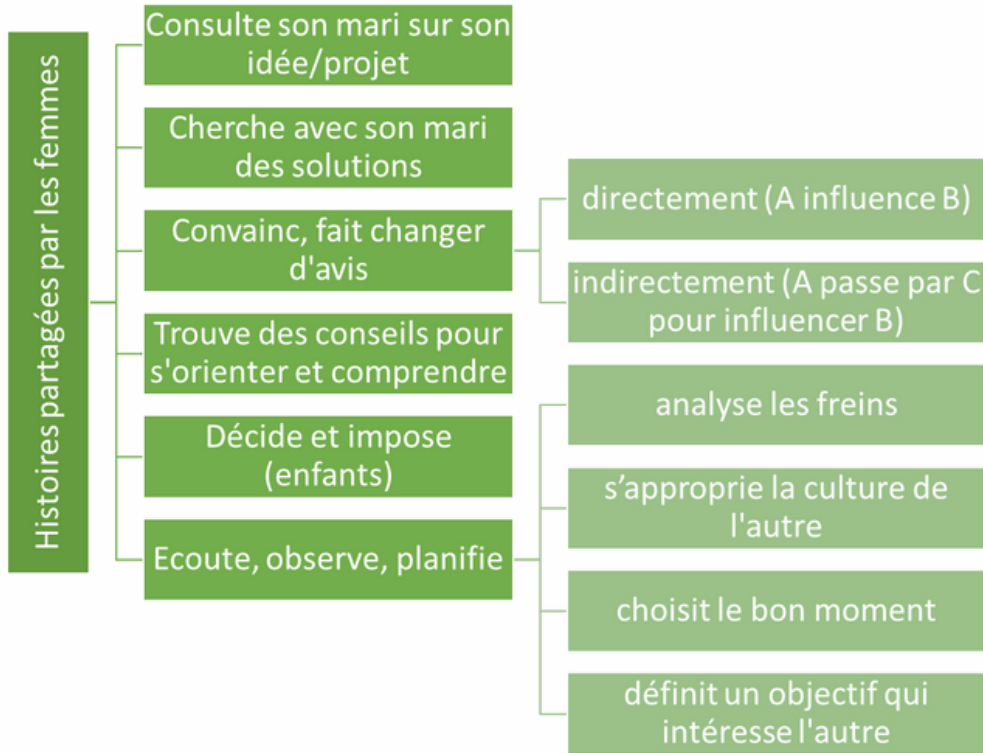 Histoires partagées par les femmes
Consulte son mari sur son
idée/projet
Cherche avec son mari
des solutions
Convainc, fait changer
d'avis
directement (A influence B)
indirectement (A passe par C
pour influencer B)
Trouve des conseils pour
s'orienter et comprendre
Décide et impose
(enfants)
Ecoute, observe, planifie
analyse les freins
s’approprie la culture de
l'autre
choisit le bon moment
définit un objectif qui
intéresse l'autre